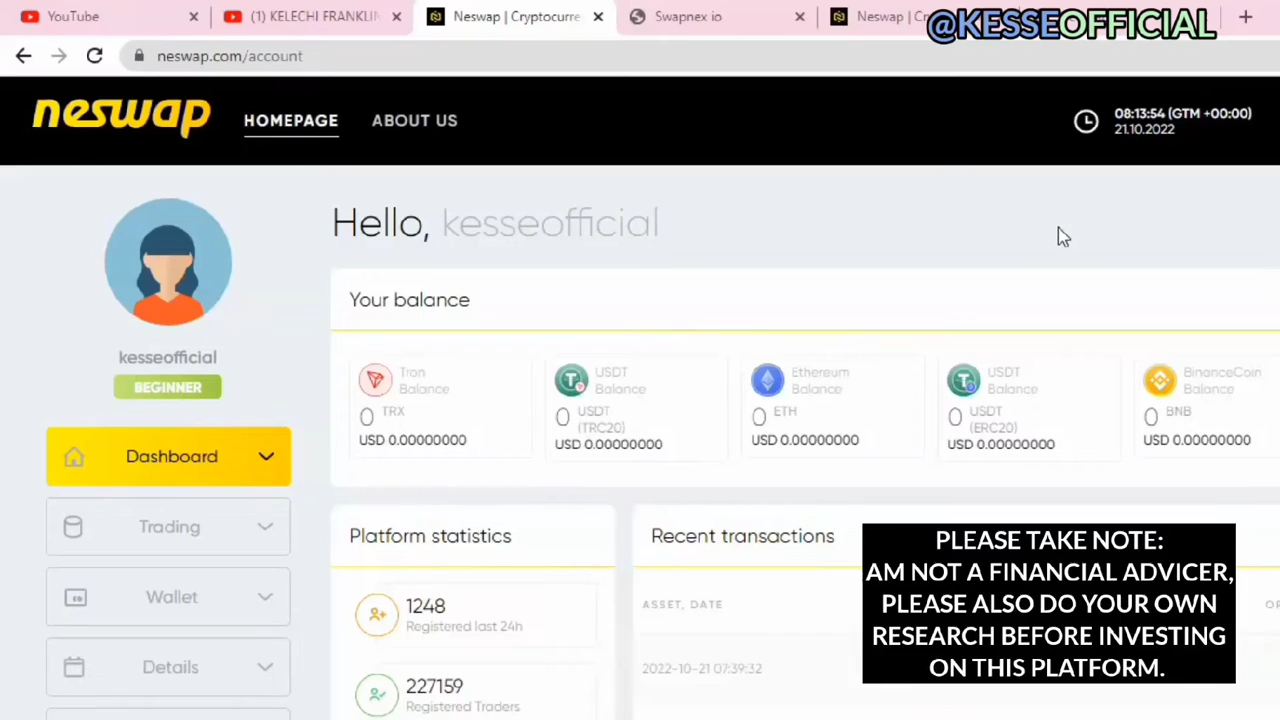 YouTube
(1) KELECHI FRANKLIN
Neswap | Cryptocurre
Swapnex io
Neswap | Cr
@KESSEOFFICIAL
neswap.com/account
neswap
HOMEPAGE
ABOUT US
08:13:54 (GTM +00:00)
21.10.2022
Hello, kesseofficial
kesseofficial
BEGINNER
Dashboard
Trading
Wallet
Details
Your balance
Tron
Balance
0 TRX
USD 0.00000000
USDT
Balance
0 USDT
(TRC20)
USD 0.00000000
Ethereum
Balance
0 ETH
USD 0.00000000
USDT
Balance
0 USDT
(ERC20)
USD 0.00000000
BinanceCoin
Balance
0 BNB
USD 0.00000000
Platform statistics
1248
Registered last 24h
227159
Registered Traders
Recent transactions
ASSET, DATE
2022-10-21 07:39:32
PLEASE TAKE NOTE:
AM NOT A FINANCIAL ADVICER,
PLEASE ALSO DO YOUR OWN
RESEARCH BEFORE INVESTING
ON THIS PLATFORM.